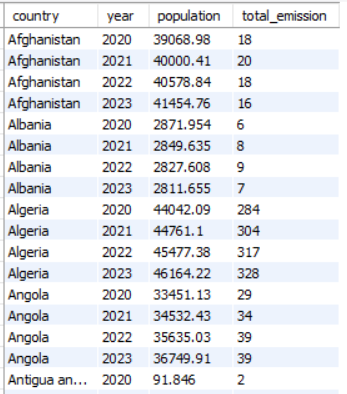 country year population total_emission
Afghanistan 2020 39068.98 18
Afghanistan 2021 40000.41 20
Afghanistan 2022 40578.84 18
Afghanistan 2023 41454.76 16
Albania 2020 2871.954 6
Albania 2021 2849.635 8
Albania 2022 2827.608 9
Albania 2023 2811.655 7
Algeria 2020 44042.09 284
Algeria 2021 44761.1 304
Algeria 2022 45477.38 317
Algeria 2023 46164.22 328
Angola 2020 33451.13 29
Angola 2021 34532.43 34
Angola 2022 35635.03 39
Angola 2023 36749.91 39
Antigua an... 2020 91.846 2